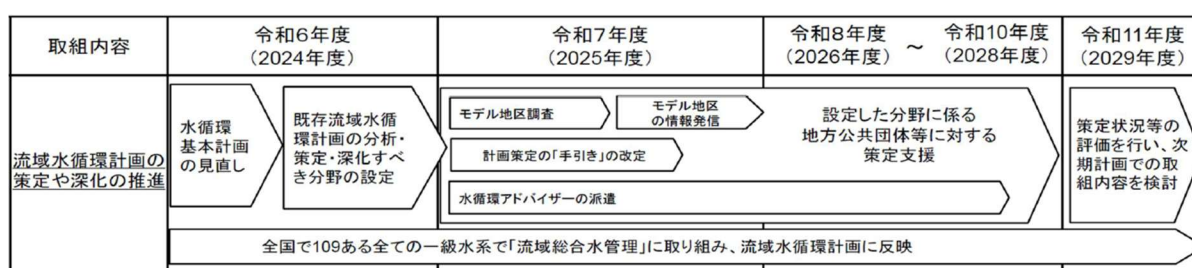 取組内容
令和6年度
(2024年度)
令和7年度
(2025年度)
令和8年度
(2026年度)
～
令和10年度
(2028年度)
令和11年度
(2029年度)
流域水循環計画の
策定や深化の推進
水循環
基本計画
の見直し
既存流域水循
環計画の分析・
策定・深化すべ
き分野の設定
モデル地区調査
モデル地区
の情報発信
計画策定の「手引き」の改定
水循環アドバイザーの派遣
設定した分野に係る
地方公共団体等に対する
策定支援
策定状況等の
評価を行い、次
期計画での取
組内容を検討
全国で109ある全ての一級水系で「流域総合水管理」に取り組み、流域水循環計画に反映